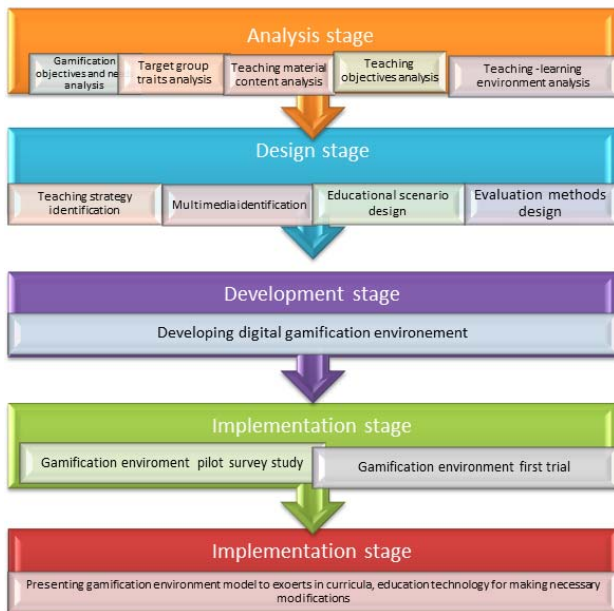 Analysis stage
Gamification
objectives and ne
analysis
Target group
traits analysis
Teaching material
content analysis
Teaching
objectives analysis
Teaching -learning
environment analysis
Design stage
Teaching strategy
identification
Multimedia identification
Educational scenario
design
Evaluation methods
design
Development stage
Developing digital gamification environement
Implementation stage
Gamification enviroment pilot survey study
Gamification environment first trial
Implementation stage
Presenting gamification environment model to exoerts in curricula, education technology for making necessary
modifications